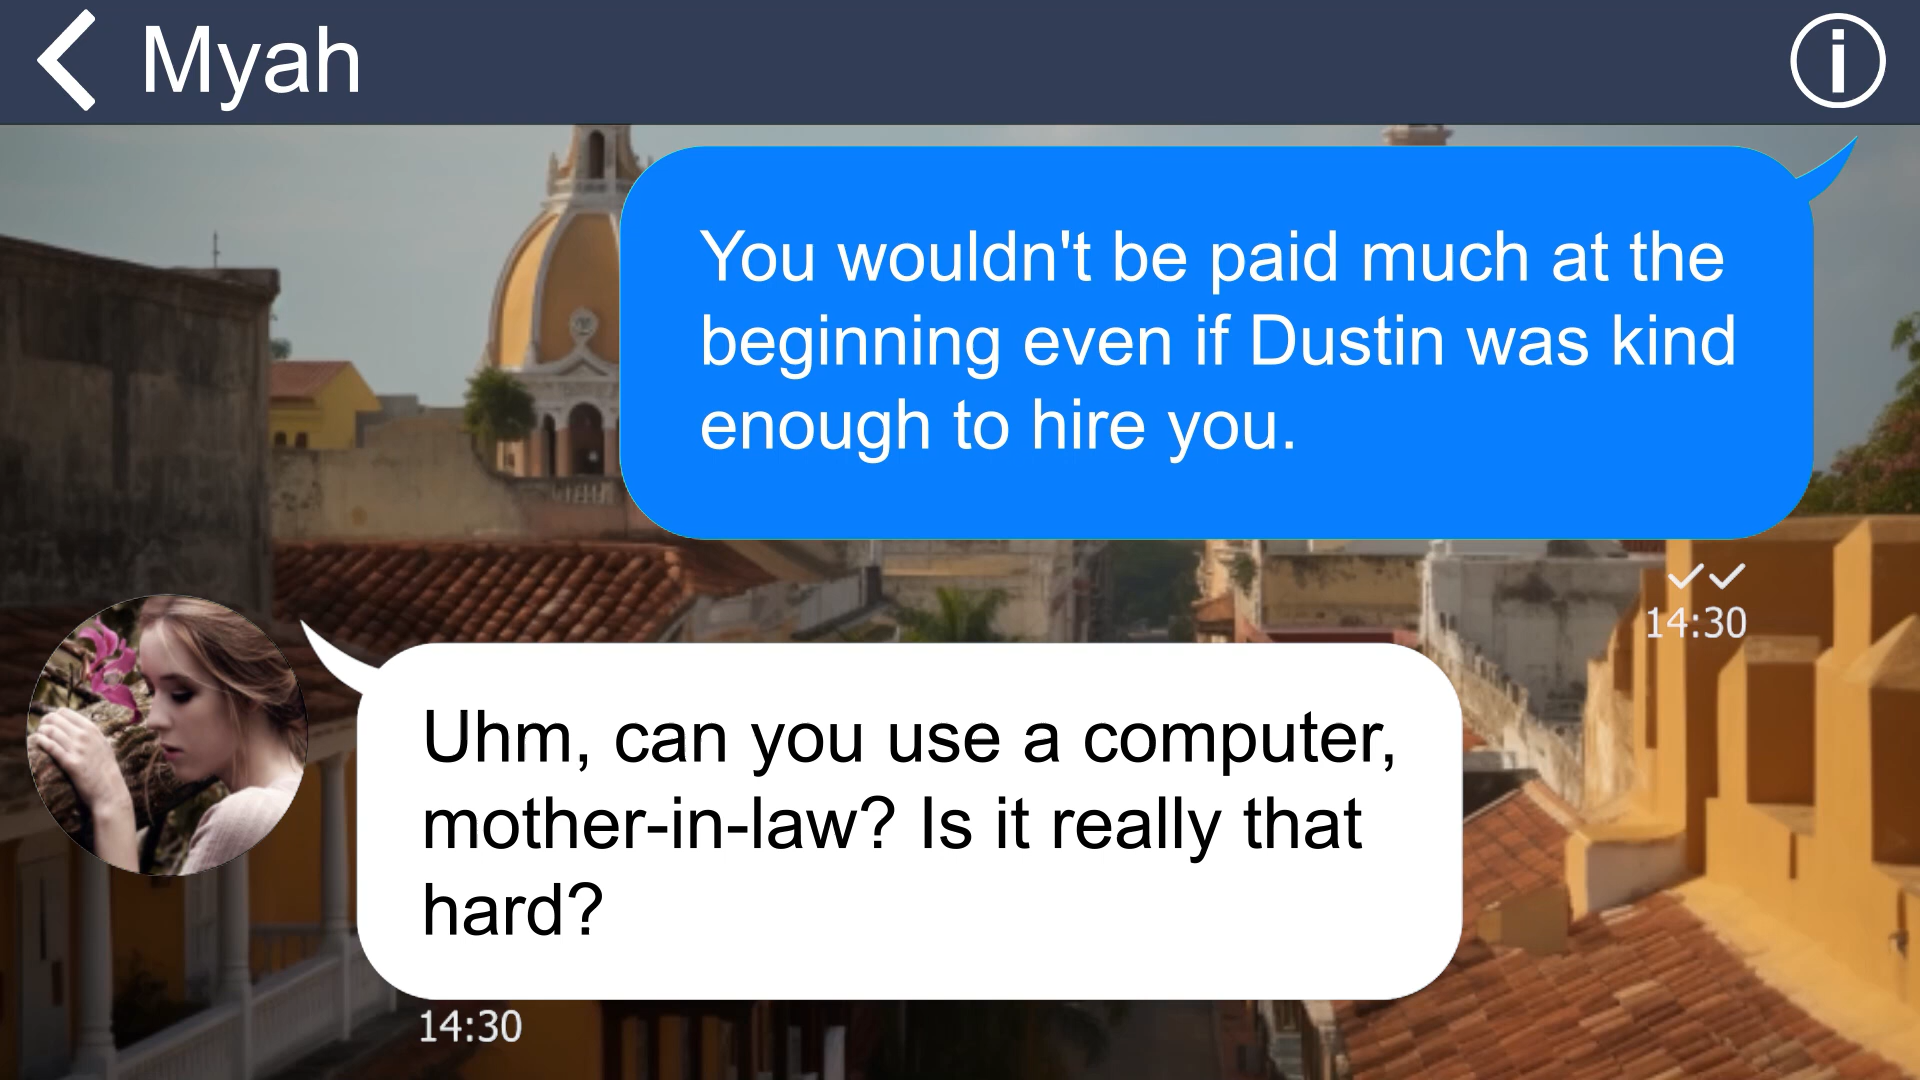 Myah
You wouldn't be paid much at the
beginning even if Dustin was kind
enough to hire you.
14:30
Uhm, can you use a computer,
mother-in-law? Is it really that
hard?
14:30